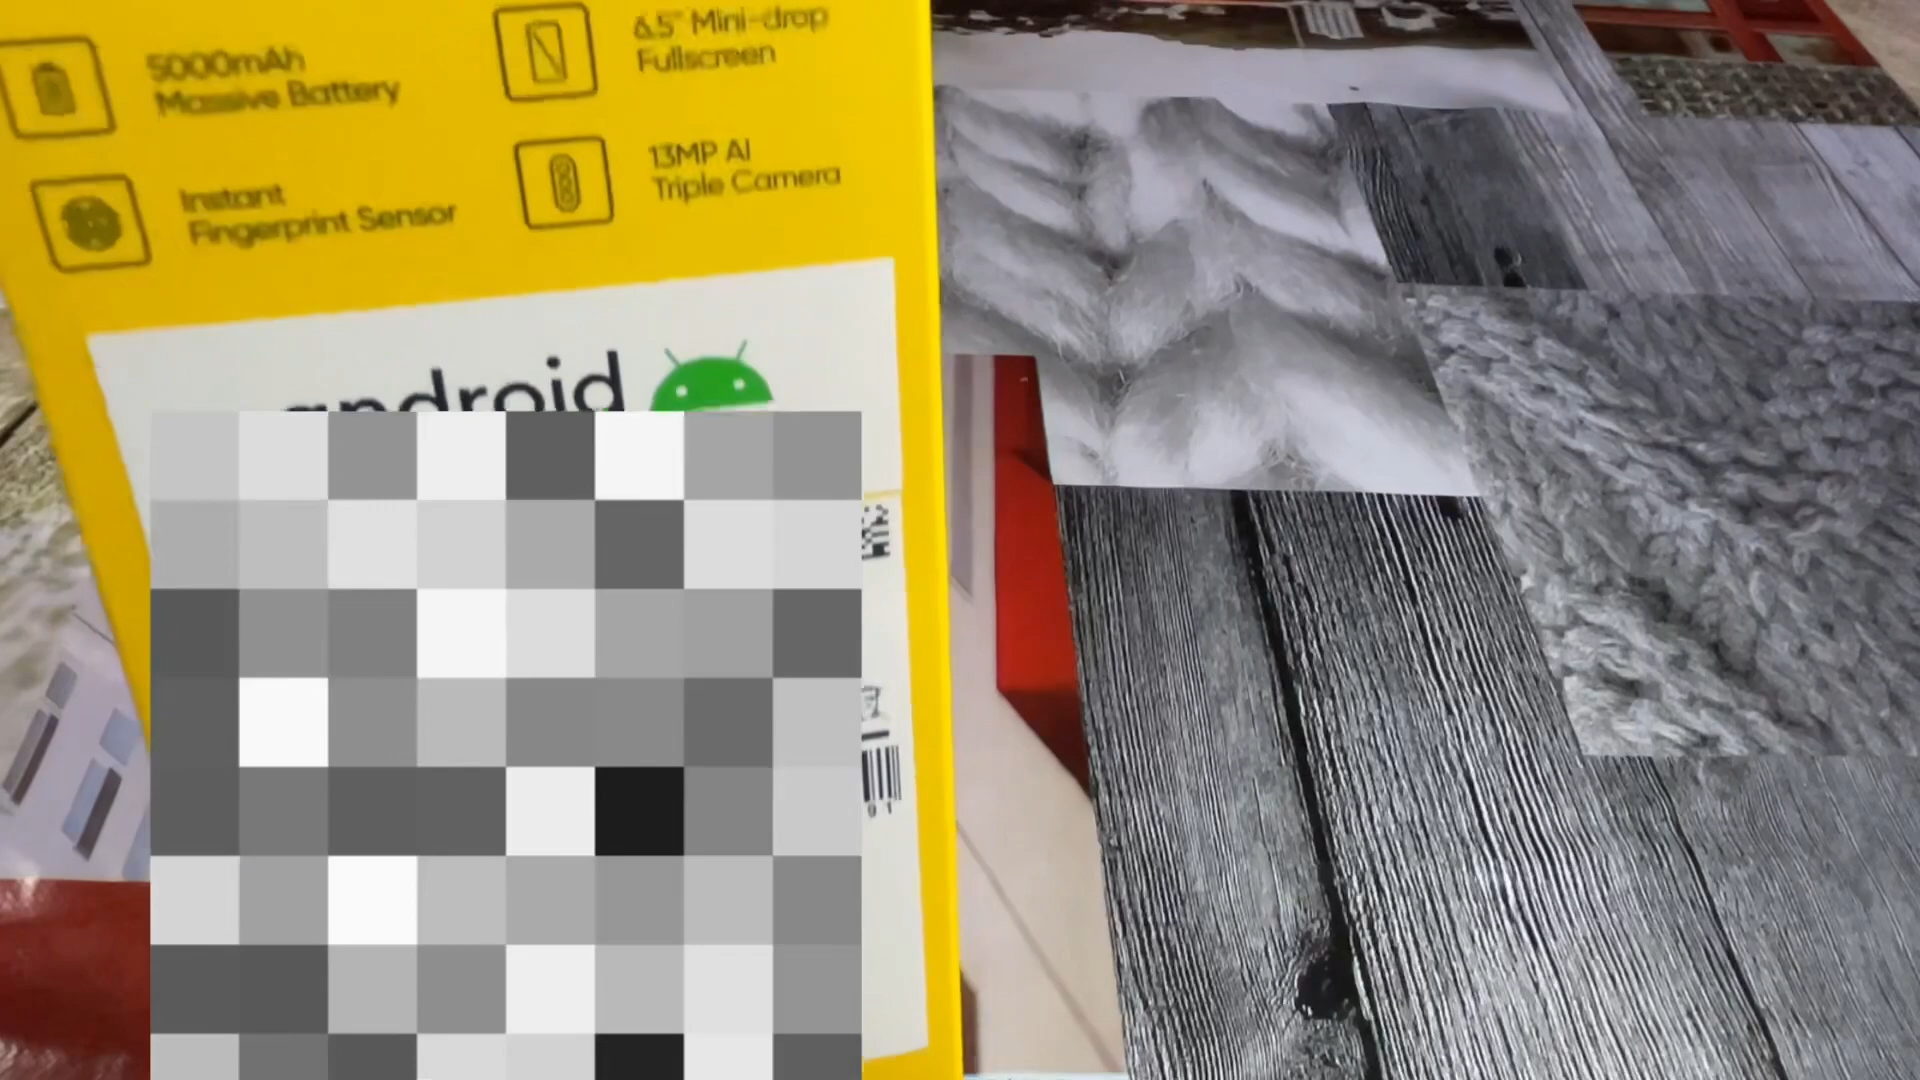 5000mAh
Massive Battery
6.5" Mini-drop
Fullscreen
Instant
Fingerprint Sensor
13MP AI
Triple Camera
android